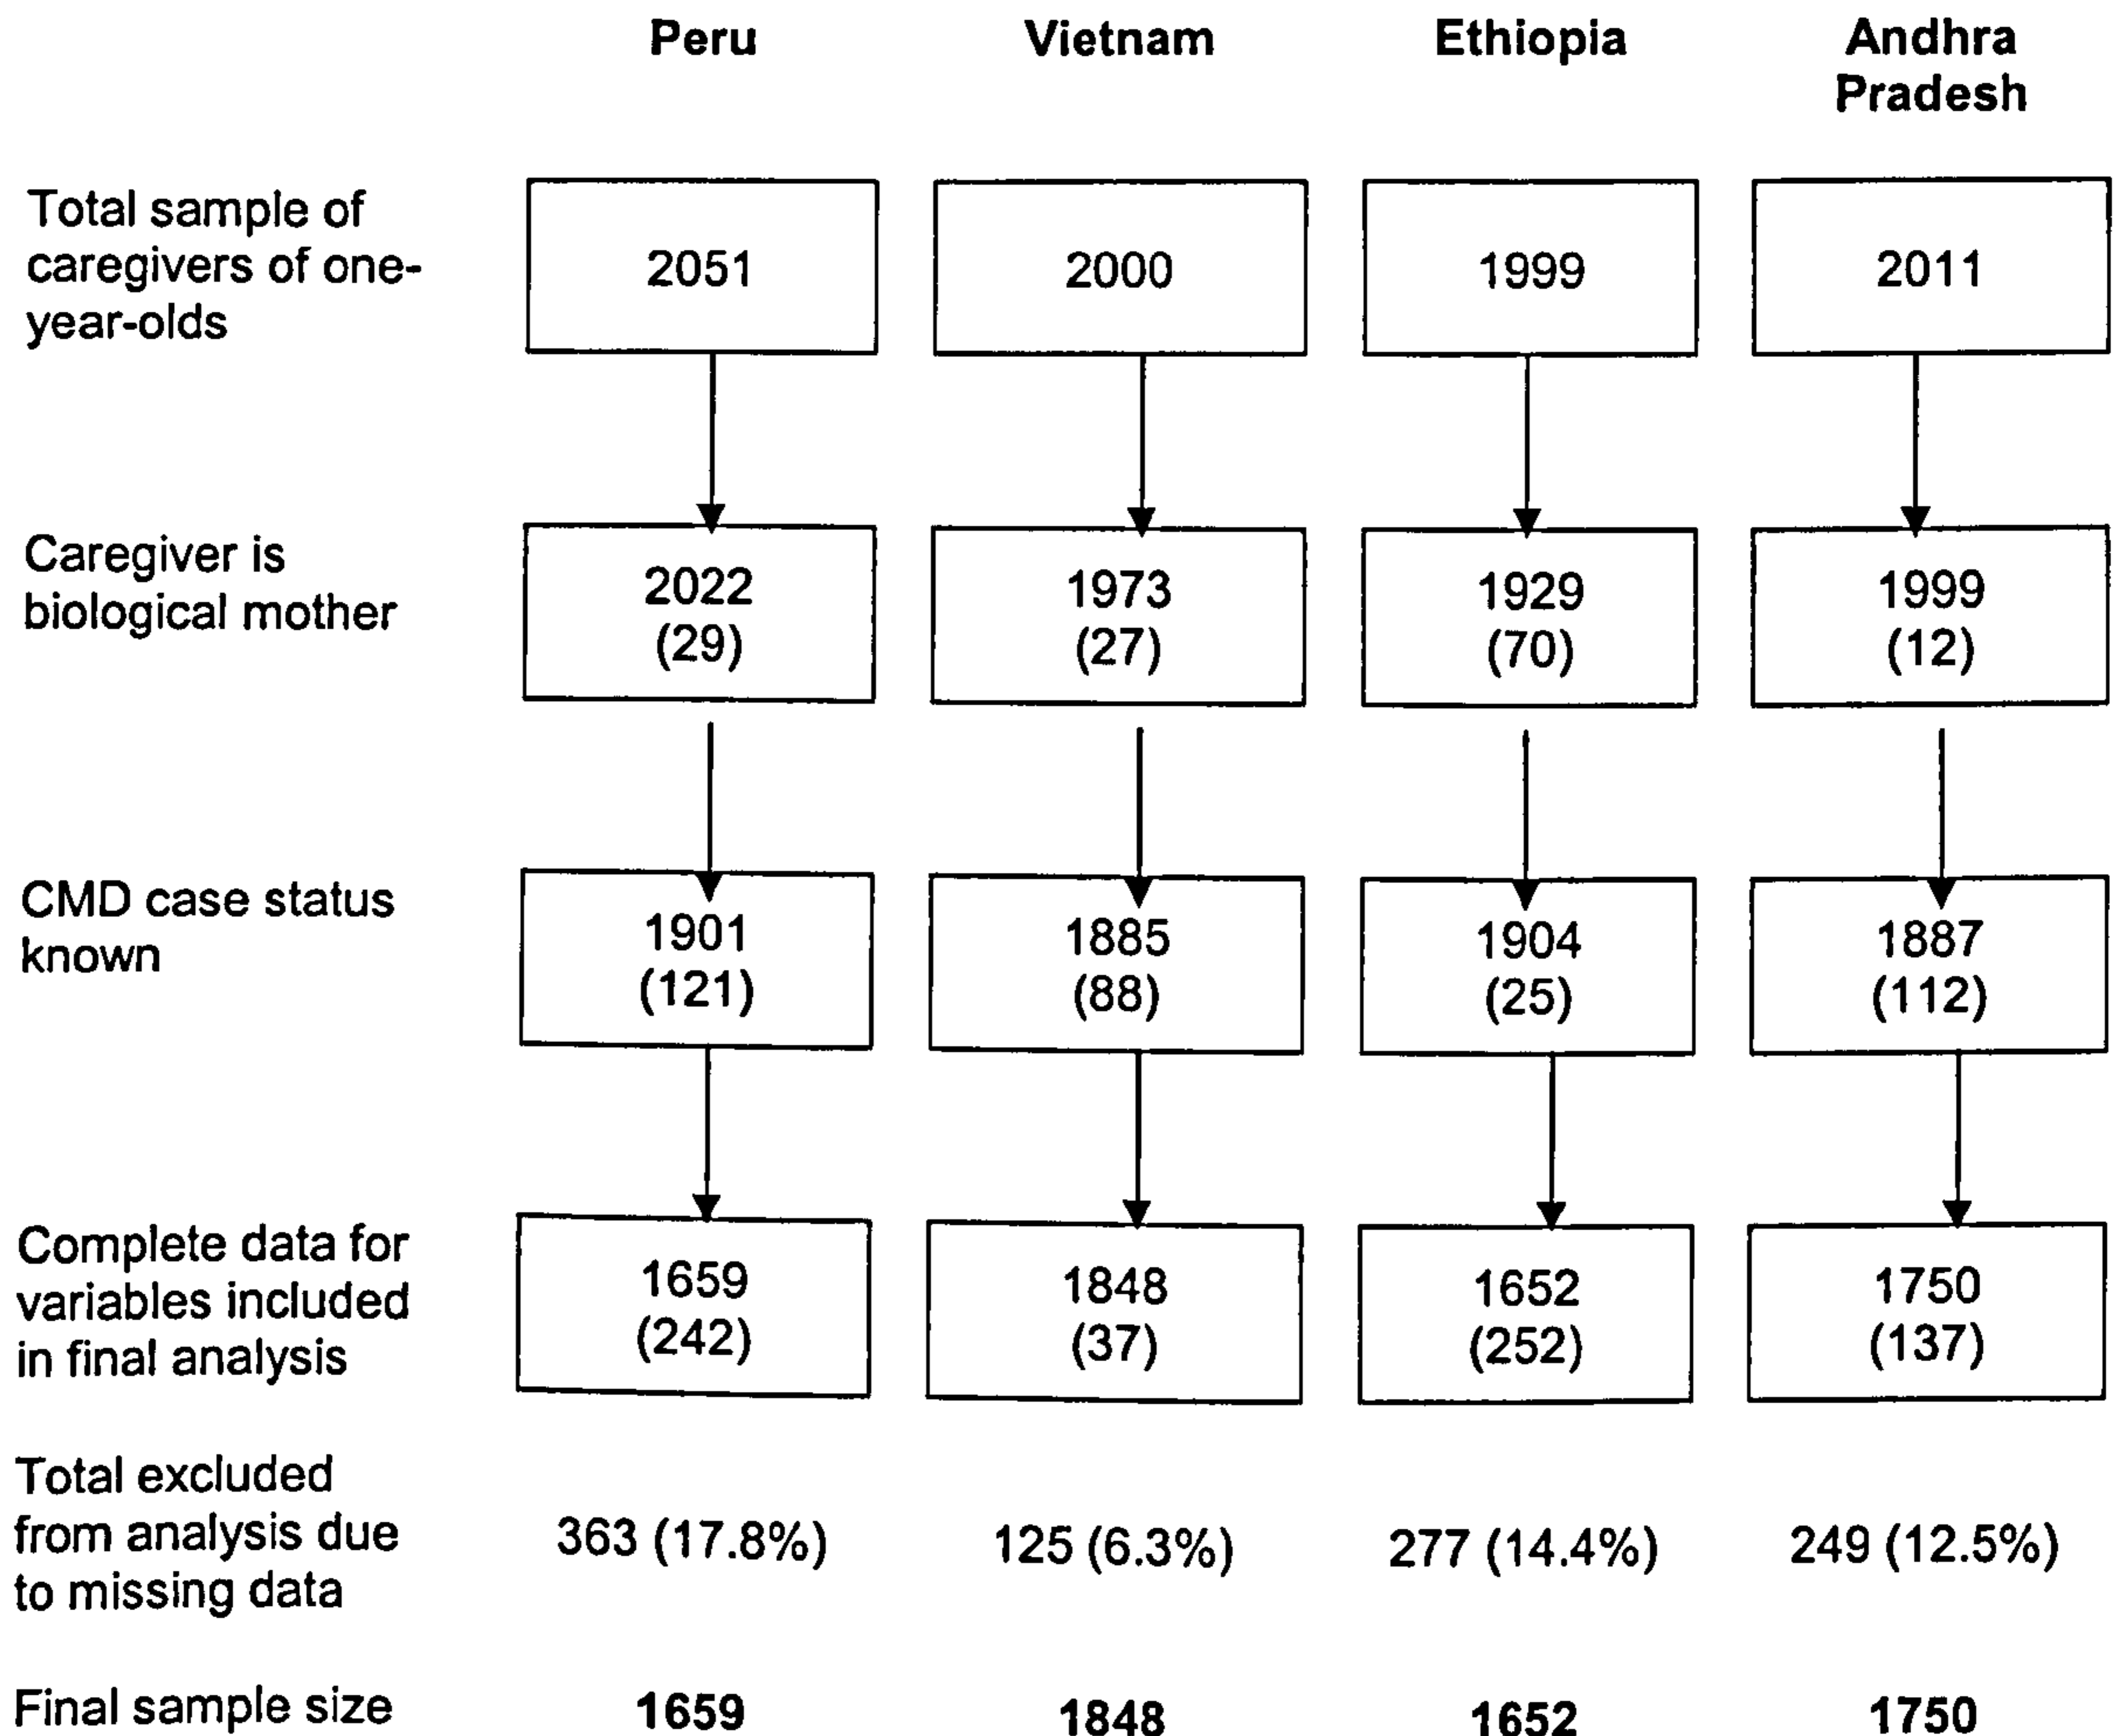 Peru Vietnam Ethiopia Andhra
Pradesh
Total sample of
caregivers of one-
year-olds
2051 2000 1999 2011
Caregiver is
biological mother
2022 1973 1929 1999
(29) (27) (70) (12)
CMD case status
known
1901 1885 1904 1887
(121) (88) (25) (112)
Complete data for
variables included
in final analysis
1659 1848 1652 1750
(242) (37) (252) (137)
Total excluded
from analysis due
to missing data
363 (17.8%) 125 (6.3%) 277 (14.4%) 249 (12.5%)
Final sample size 1659 1848 1652 1750